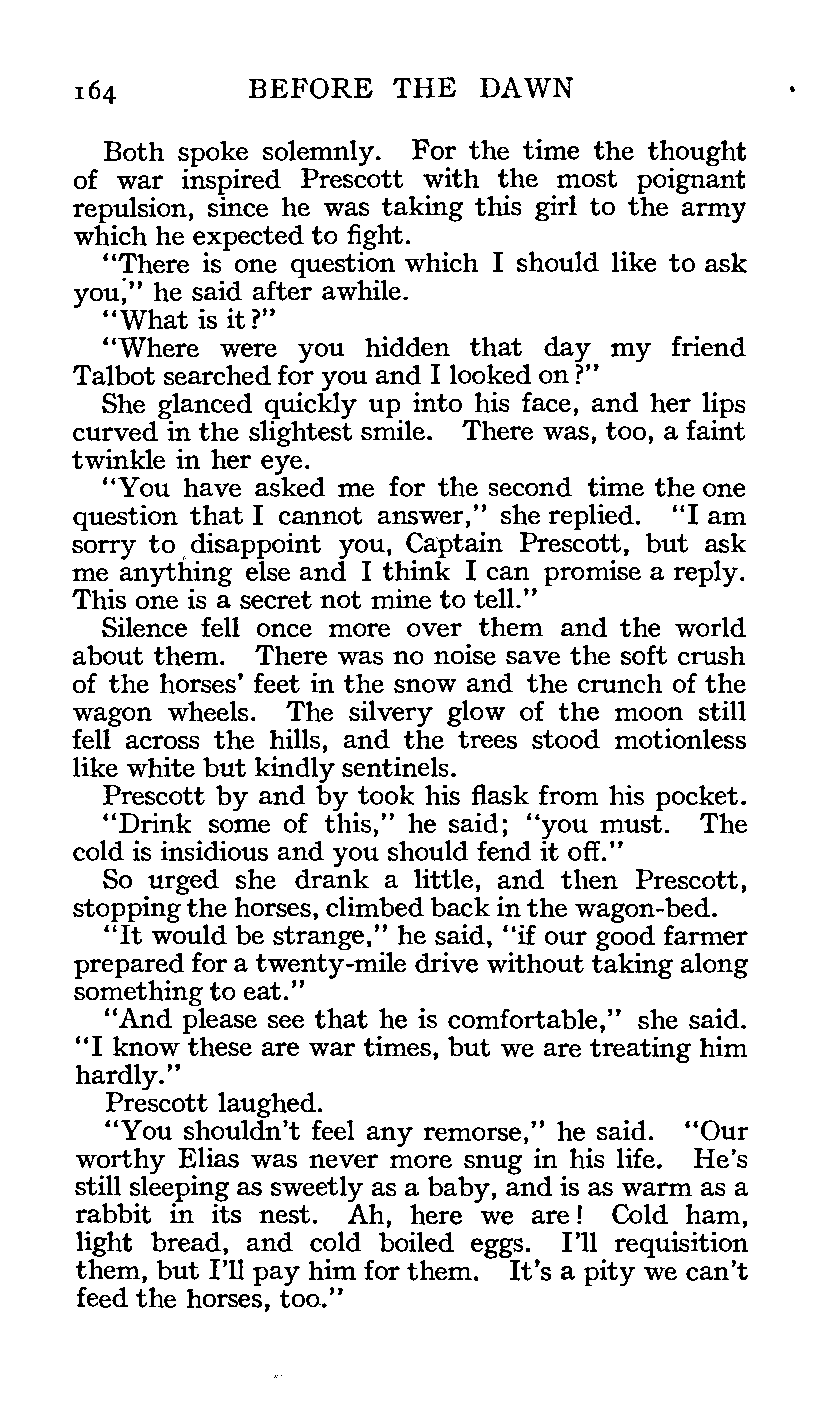 164 BEFORE THE DAWN
Both spoke solemnly. For the time the thought
of war inspired Prescott with the most poignant
repulsion, since he was taking this girl to the army
which he expected to fight.
"There is one question which I should like to ask
you," he said after awhile.
"What is it?"
"Where were you hidden that day my friend
Talbot searched for you and I looked on?"
She glanced quickly up into his face, and her lips
curved in the slightest smile. There was, too, a faint
twinkle in her eye.
"You have asked me for the second time the one
question that I cannot answer," she replied. "I am
sorry to disappoint you, Captain Prescott, but ask
me anything else and I think I can promise a reply.
This one is a secret not mine to tell."
Silence fell once more over them and the world
about them. There was no noise save the soft crush
of the horses' feet in the snow and the crunch of the
wagon wheels. The silvery glow of the moon still
fell across the hills, and the trees stood motionless
like white but kindly sentinels.
Prescott by and by took his flask from his pocket.
"Drink some of this," he said; "you must. The
cold is insidious and you should fend it off."
So urged she drank a little, and then Prescott,
stopping the horses, climbed back in the wagon-bed.
"It would be strange," he said, "if our good farmer
prepared for a twenty-mile drive without taking along
something to eat."
"And please see that he is comfortable," she said.
"I know these are war times, but we are treating him
hardly."
Prescott laughed.
"You shouldn't feel any remorse," he said. "Our
worthy Elias was never more snug in his life. He's
still sleeping as sweetly as a baby, and is as warm as a
rabbit in its nest. Ah, here we are! Cold ham,
light bread, and cold boiled eggs. I'll requisition
them, but I'll pay him for them. It's a pity we can't
feed the horses, too."